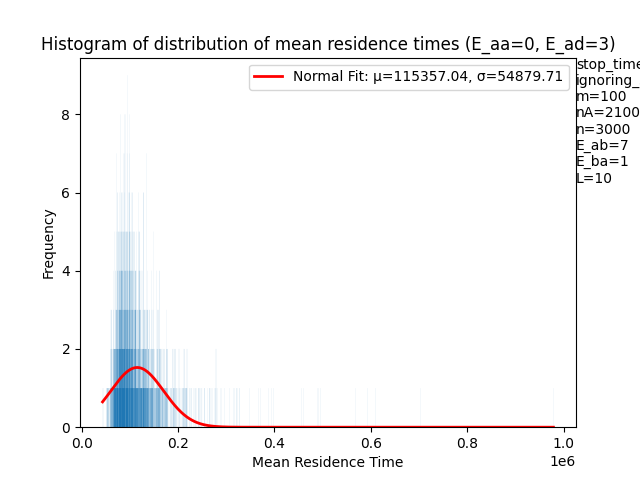 Histogram of distribution of mean residence times (E_aa=0, E_ad=3)
Normal Fit: μ=115357.04, σ=54879.71
stop_time
ignoring_
m=100
nA=2100
n=3000
E_ab=7
E_ba=1
L=10
Frequency
8
6
4
2
0
0.0 0.2 0.4 0.6 0.8 1.0
1e6
Mean Residence Time